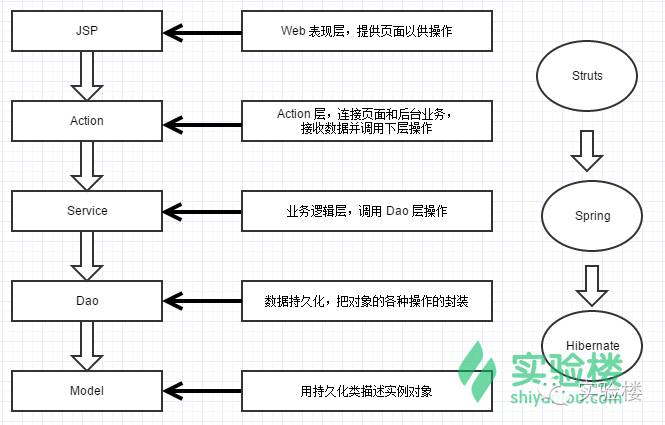 JSP
Web 表现层，提供页面以供操作
Struts
Action
Action 层，连接页面和后台业务，
接收数据并调用下层操作
Service
业务逻辑层，调用 Dao 层操作
Spring
Dao
数据持久化，把对象的各种操作的封装
Hibernate
Model
用持久化类描述实例对象
实验楼
shiyanlou.com
实验楼